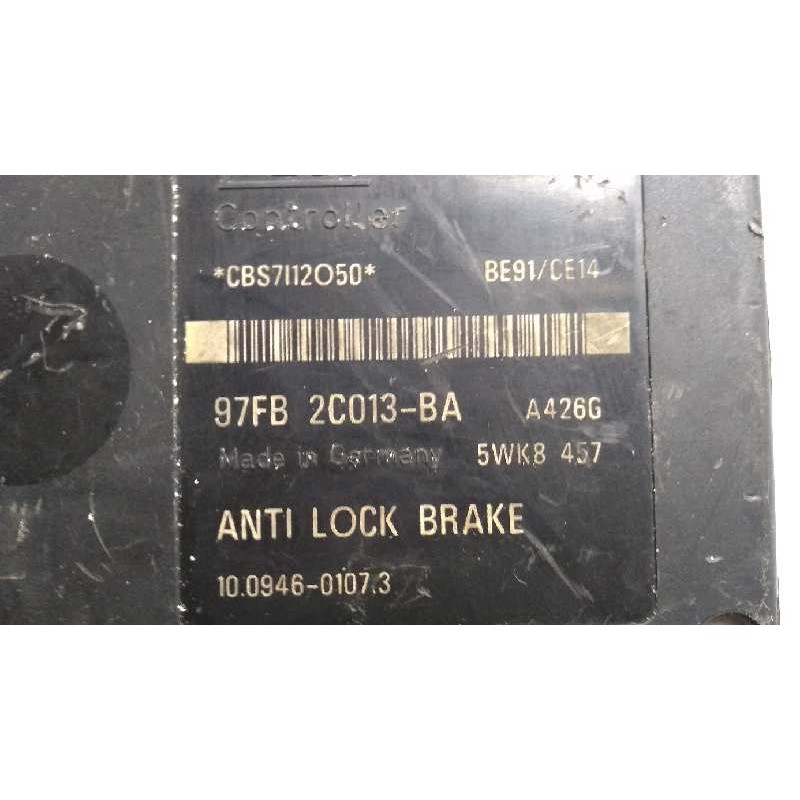 Controller
*CBS7I12O50* BE91/CE14
97FB 2C013-BA A426G
Made in Germany 5WK8 457
ANTI LOCK BRAKE
10.0946-0107.3